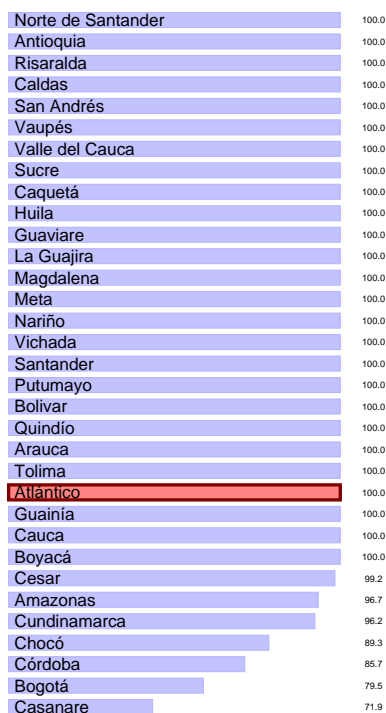 Norte de Santander 100.0
Antioquia 100.0
Risaralda 100.0
Caldas 100.0
San Andrés 100.0
Vaupés 100.0
Valle del Cauca 100.0
Sucre 100.0
Caquetá 100.0
Huila 100.0
Guaviare 100.0
La Guajira 100.0
Magdalena 100.0
Meta 100.0
Nariño 100.0
Vichada 100.0
Santander 100.0
Putumayo 100.0
Bolivar 100.0
Quindío 100.0
Arauca 100.0
Tolima 100.0
Atlántico 100.0
Guainía 100.0
Cauca 100.0
Boyacá 100.0
Cesar 99.2
Amazonas 96.7
Cundinamarca 96.2
Chocó 89.3
Córdoba 85.7
Bogotá 79.5
Casanare 71.9